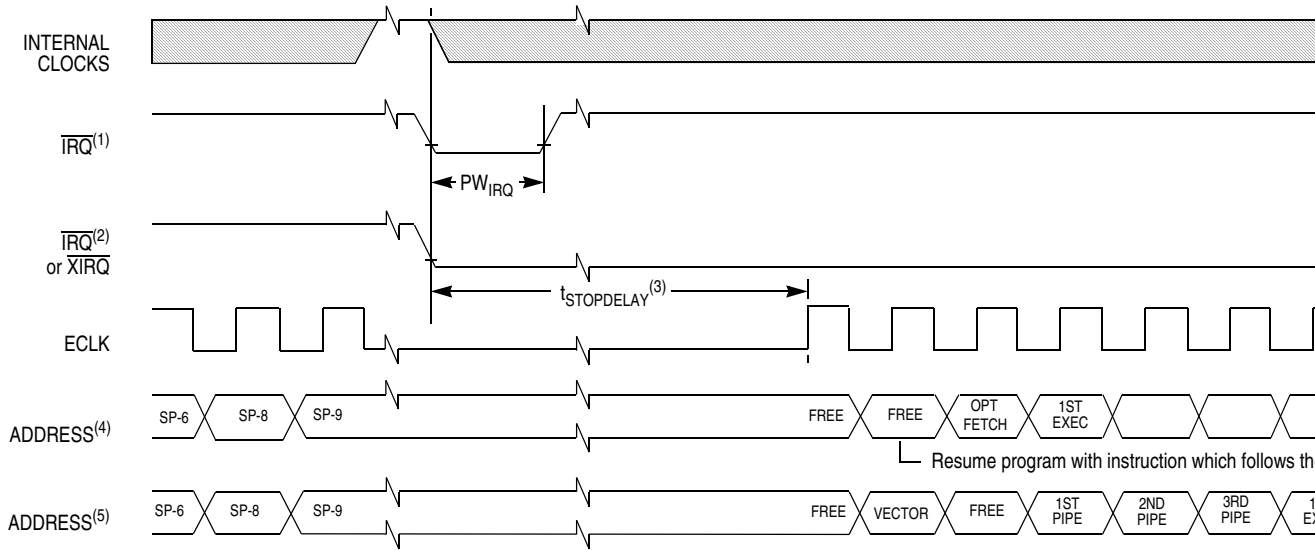 INTERNAL
CLOCKS
IRQ(1)
PWIRQ
IRQ(2)
or XIRQ
tSTOPDELAY(3)
ECLK
ADDRESS(4)
SP-6 SP-8 SP-9 FREE FREE OPT FETCH 1ST EXEC
Resume program with instruction which follows th
ADDRESS(5)
SP-6 SP-8 SP-9 FREE VECTOR FREE 1ST PIPE 2ND PIPE 3RD PIPE